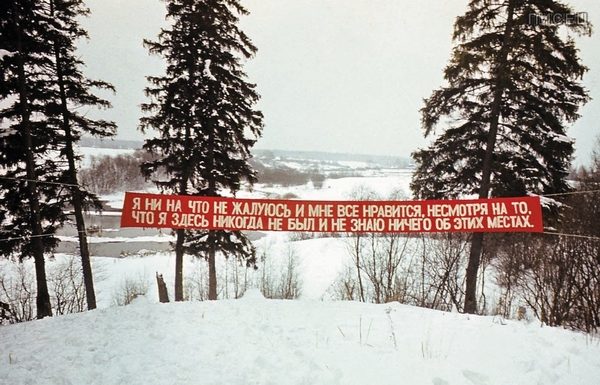 Я НИ НА ЧТО НЕ ЖАЛУЮСЬ И МНЕ ВСЕ НРАВИТСЯ, НЕСМОТРЯ НА ТО,
ЧТО Я ЗДЕСЬ НИКОГДА НЕ БЫЛ И НЕ ЗНАЮ НИЧЕГО ОБ ЭТИХ МЕСТАХ.